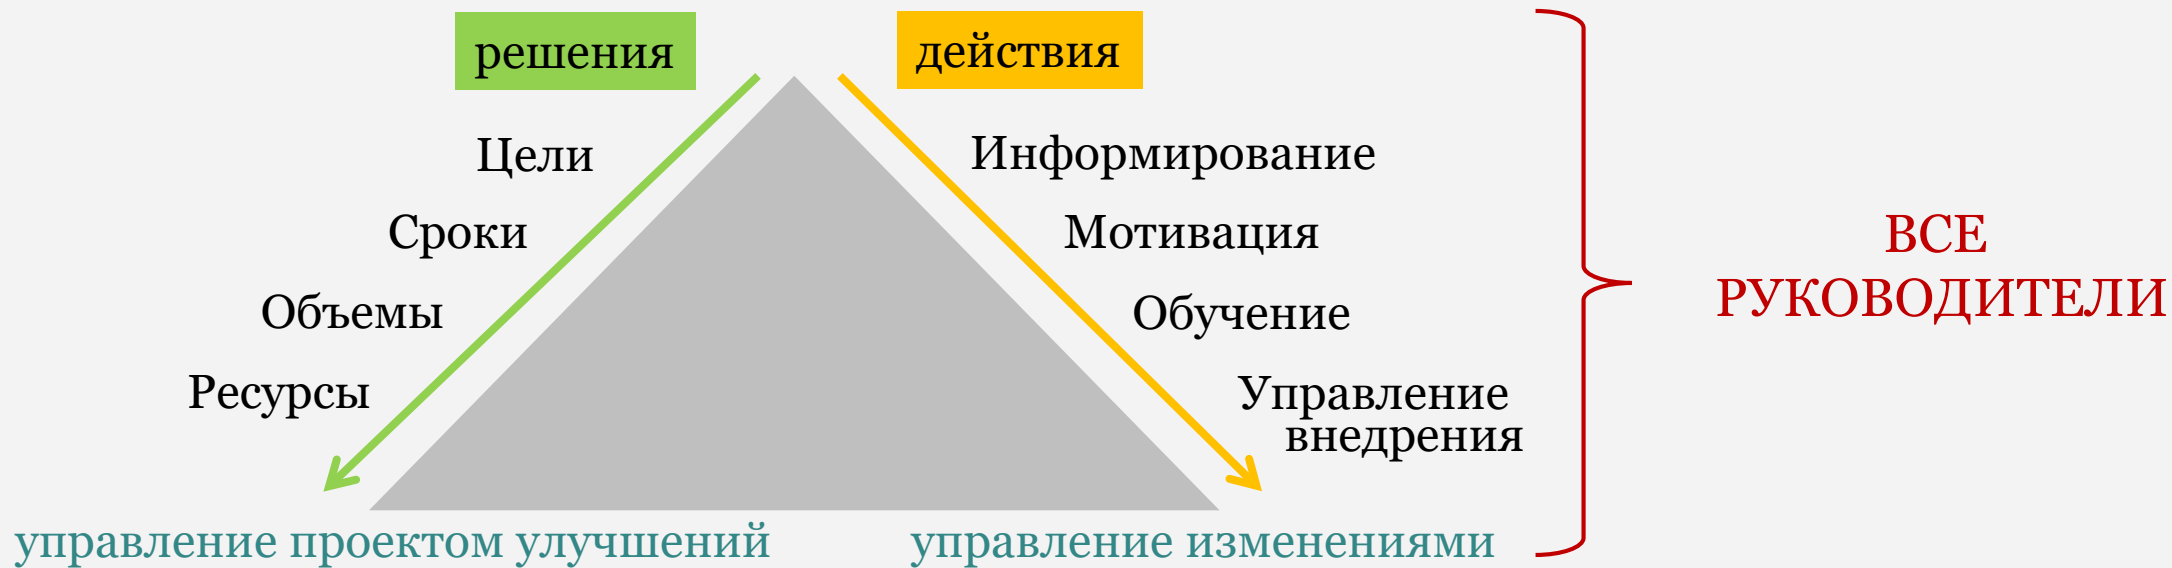 решения
действия
Цели
Информирование
Сроки
Мотивация
Объемы
Обучение
Ресурсы
Управление
внедрения
управление проектом улучшений
управление изменениями
ВСЕ
РУКОВОДИТЕЛИ